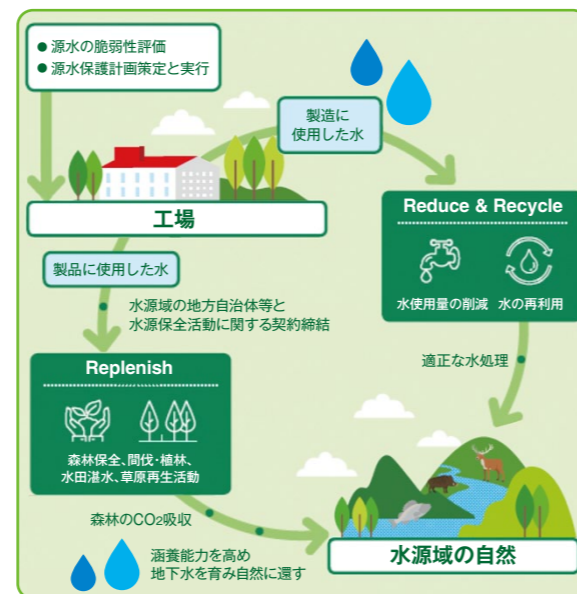 ● 源水の脆弱性評価
● 源水保護計画策定と実行
製造に
使用した水
工場
Reduce & Recycle
水使用量の削減 水の再利用
製品に使用した水
水源域の地方自治体等と
水源保全活動に関する契約締結
適正な水処理
Replenish
森林保全、間伐・植林、
水田湛水、草原再生活動
森林のCO2吸収
涵養能力を高め
地下水を育み自然に還す
水源域の自然